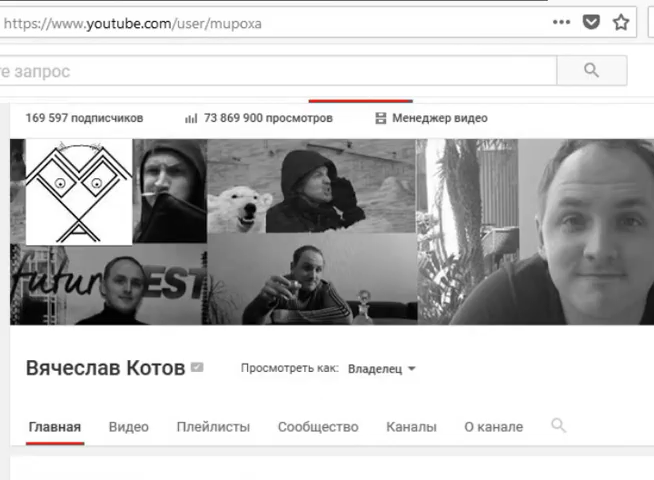 https://www.youtube.com/user/mupoxa
е запрос
169 597 подписчиков 73 869 900 просмотров Менеджер видео
futur EST
Вячеслав Котов Просмотреть как: Владелец
Главная Видео Плейлисты Сообщество Каналы О канале